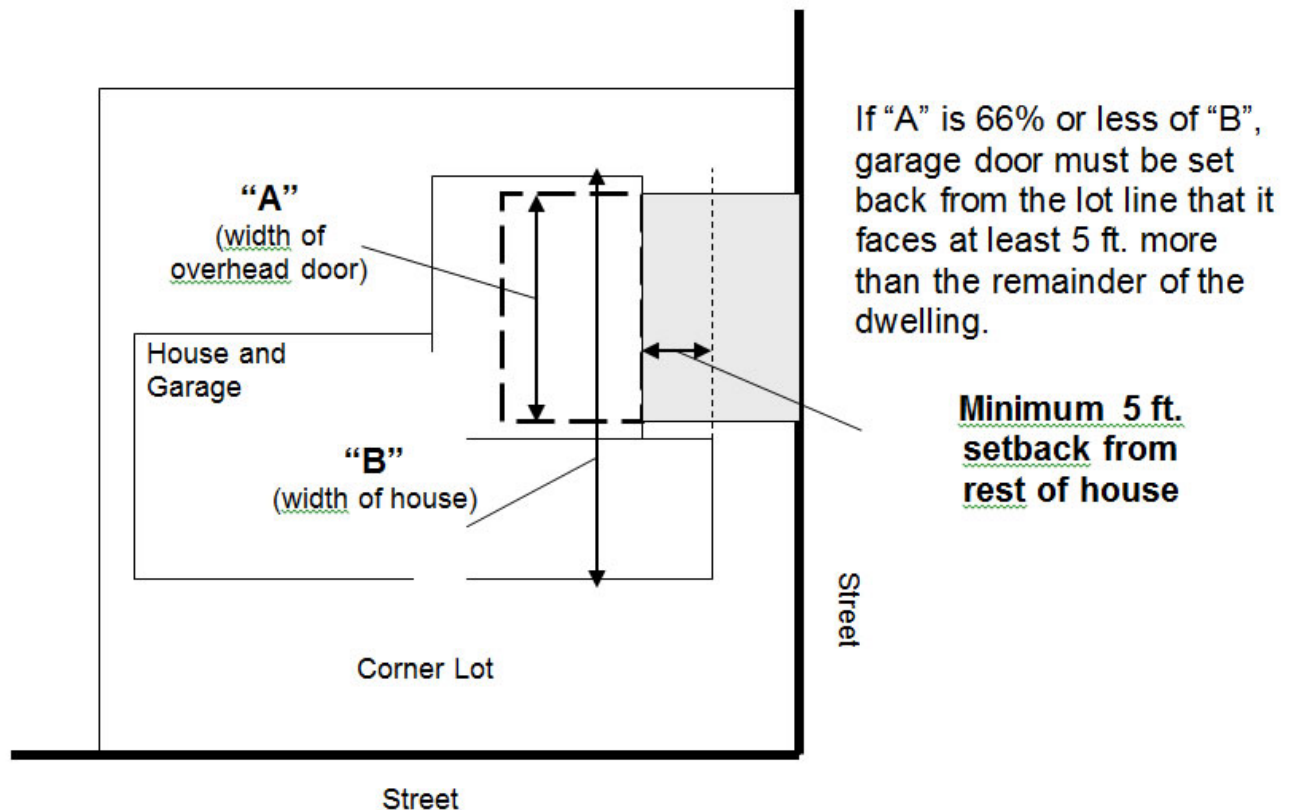 If “A” is 66% or less of “B”,
garage door must be set
back from the lot line that it
faces at least 5 ft. more
than the remainder of the
dwelling.
“A”
(width of
overhead door)
House and
Garage
Minimum 5 ft.
setback from
rest of house
“B”
(width of house)
Street
Corner Lot
Street